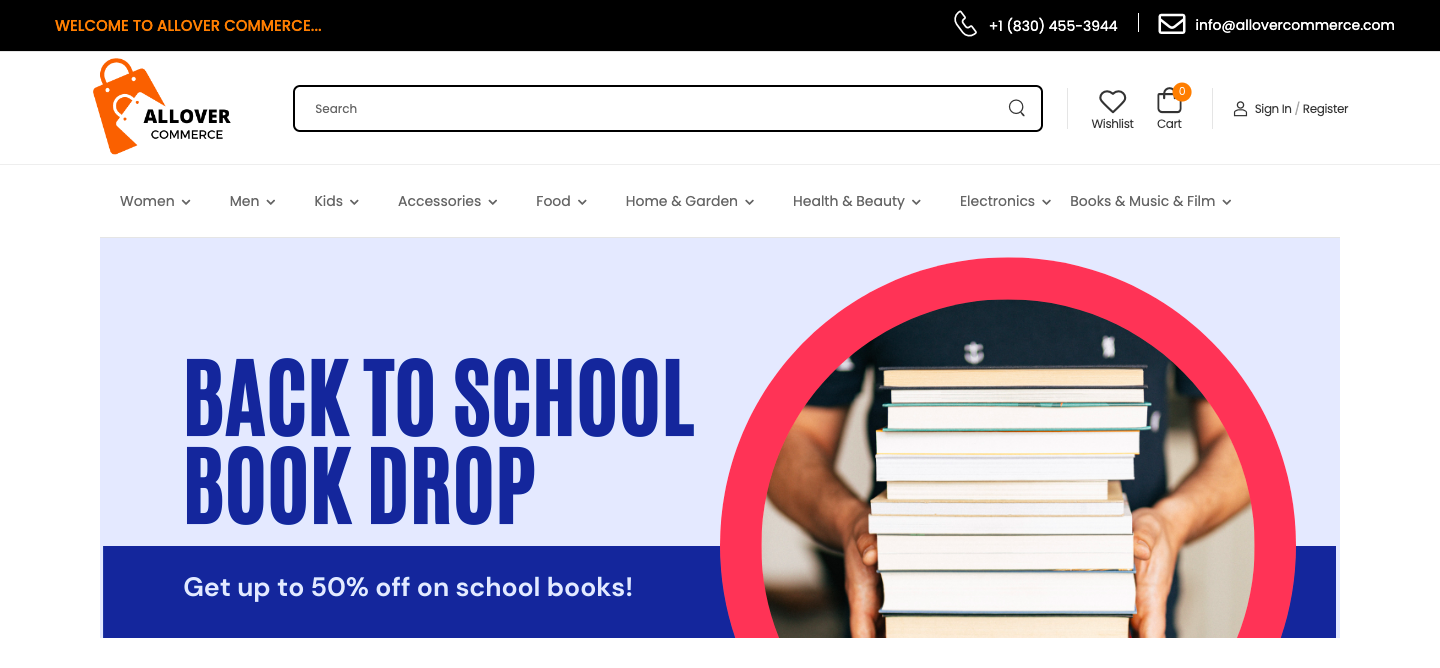 WELCOME TO ALLOVER COMMERCE...
+1 (830) 455-3944
info@allovercommerce.com
ALLOVER
COMMERCE
Search
Wishlist
0
Cart
Sign In / Register
Women
Men
Kids
Accessories
Food
Home & Garden
Health & Beauty
Electronics
Books & Music & Film
BACK TO SCHOOL
BOOK DROP
Get up to 50% off on school books!